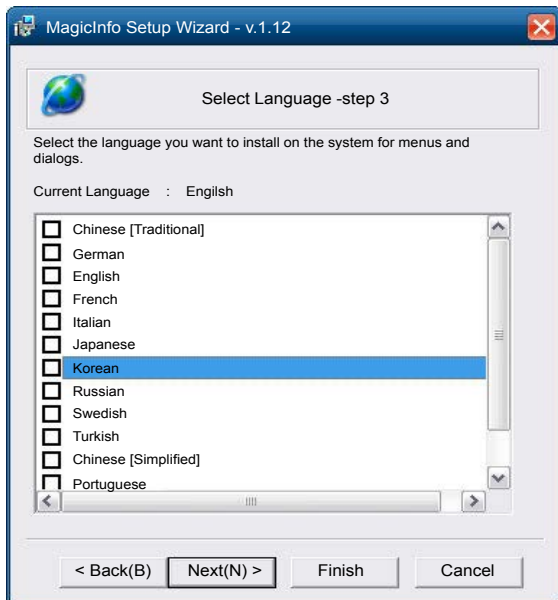 MagicInfo Setup Wizard - v.1.12
Select Language -step 3
Select the language you want to install on the system for menus and
dialogs.
Current Language : Engilsh
Chinese [Traditional]
German
English
French
Italian
Japanese
Korean
Russian
Swedish
Turkish
Chinese [Simplified]
Portuguese
< Back(B) Next(N) > Finish Cancel